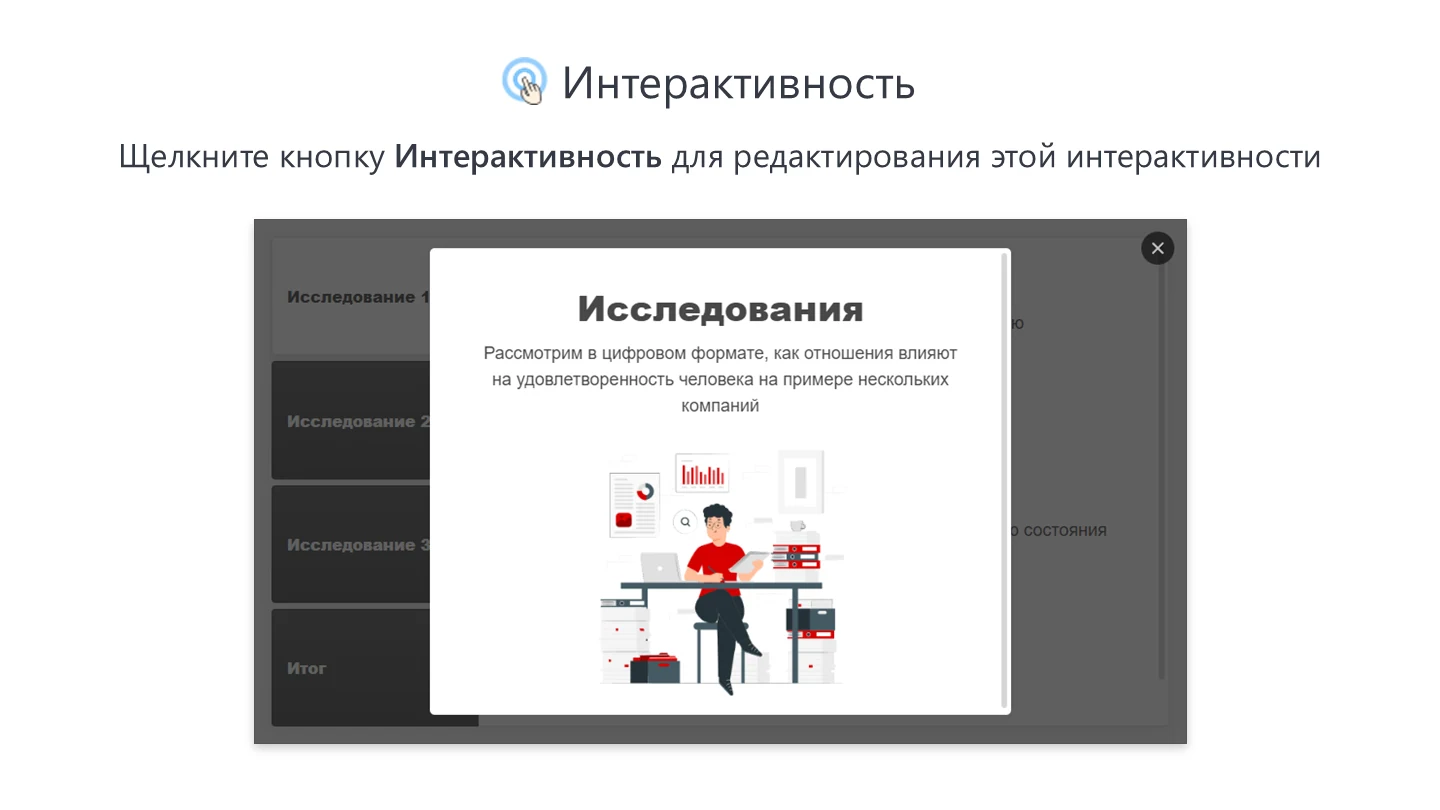 Интерактивность
Щелкните кнопку Интерактивность для редактирования этой интерактивности
Исследования
Рассмотрим в цифровом формате, как отношения влияют
на удовлетворенность человека на примере нескольких
компаний
Исследование 1
Исследование 2
Исследование 3
Итог
ю
о состояния